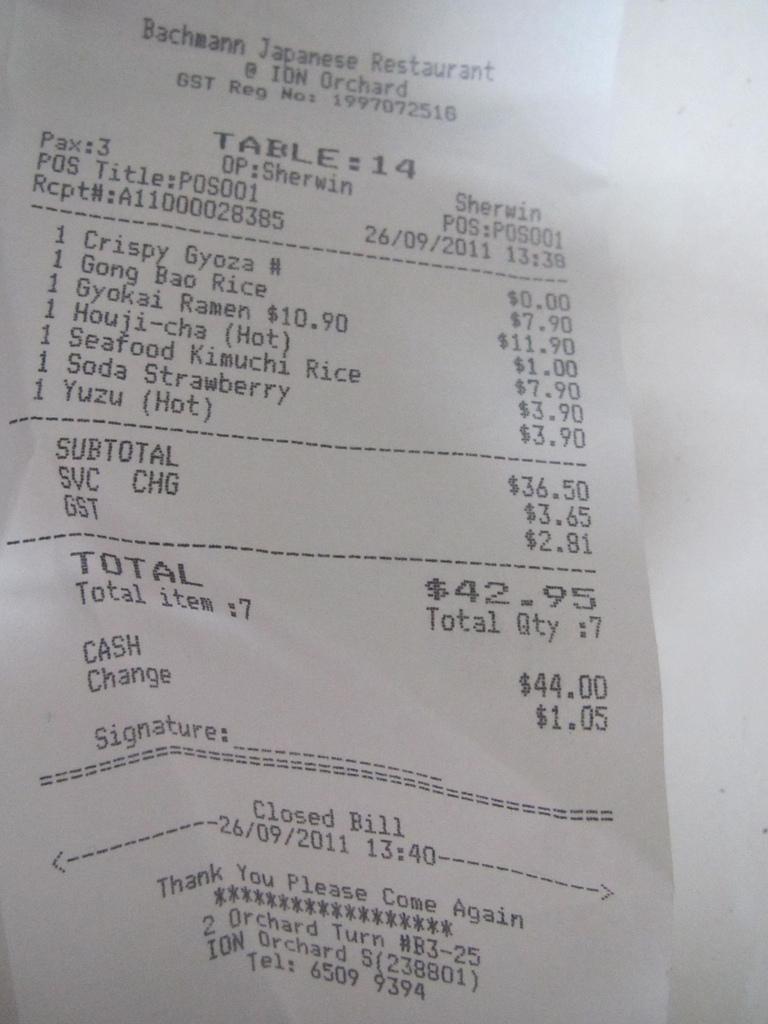 Bachmann Japanese Restaurant
@ ION Orchard
GST Reg No: 199707251G
TABLE:14
Pax:3 OP:Sherwin Sherwin
POS Title:POS001 POS:POS001
Rcpt#:A11000028385 26/09/2011 13:38
1 Crispy Gyoza # $0.00
1 Gong Bao Rice $7.90
1 Gyokai Ramen $10.90 $11.90
1 Houji-cha (Hot) $1.00
1 Seafood Kimuchi Rice $7.90
1 Soda Strawberry $3.90
1 Yuzu (Hot) $3.90
SUBTOTAL $36.50
SVC CHG $3.65
GST $2.81
TOTAL $42.95
Total item :7 Total Qty :7
CASH $44.00
Change $1.05
Signature:_______________
Closed Bill
<-----------26/09/2011 13:40----------->
Thank You Please Come Again
******************
2 Orchard Turn #B3-25
ION Orchard S(238801)
Tel: 6509 9394